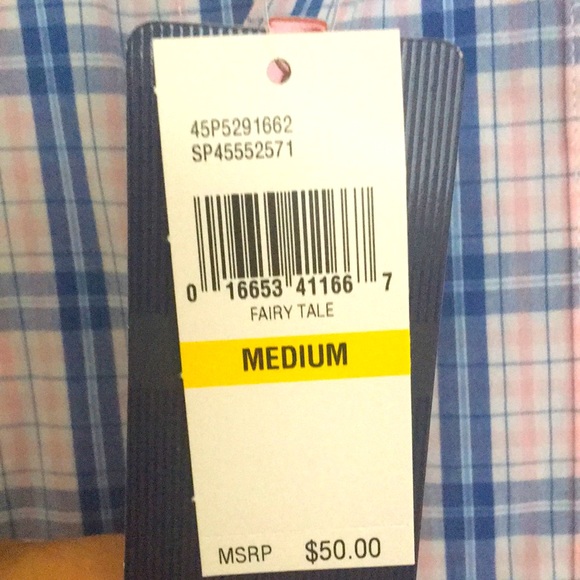 45P5291662
SP45552571
0 16653 41166 7
FAIRY TALE
MEDIUM
MSRP $50.00